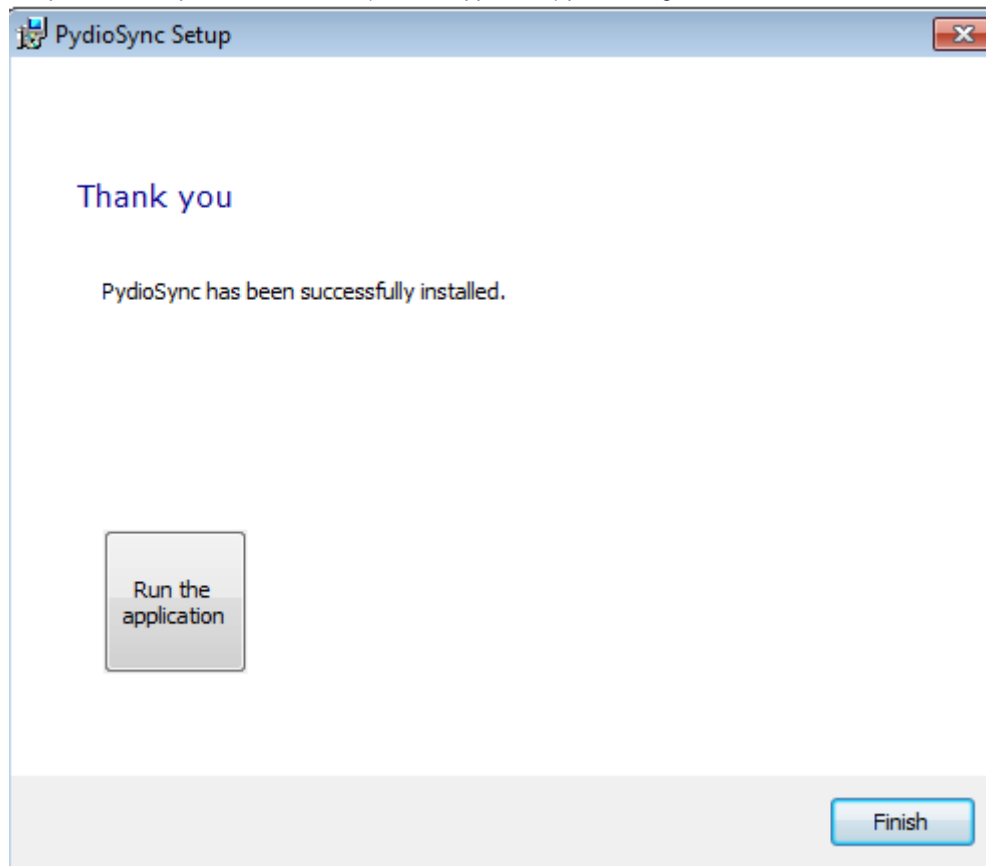 PydioSync Setup
Thank you
PydioSync has been successfully installed.
Run the
application
Finish